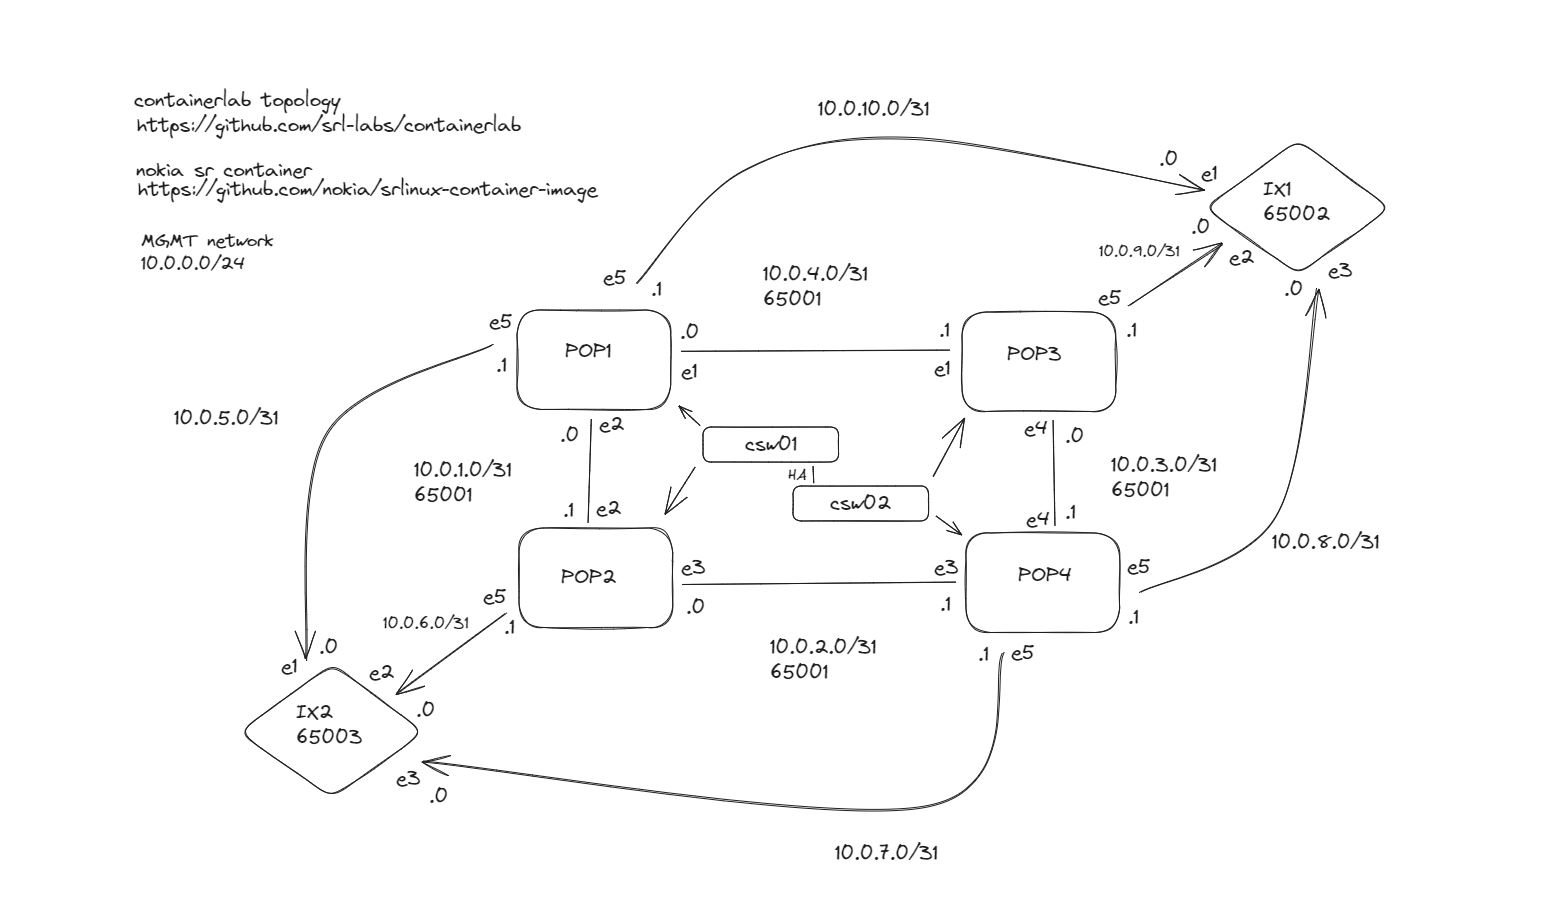 containerlab topology
https://github.com/srl-labs/containerlab
nokia sr container
https://github.com/nokia/srlinux-container-image
MGMT network
10.0.0.0/24
10.0.10.0/31
.0
e1
IX1
65002
.0
e2
e3
.0
10.0.9.0/31
e5
.1
e5
.1
10.0.4.0/31
65001
e5
.1
POP1
.0
e1
.1
e1
POP3
10.0.5.0/31
.0
e2
csw01
HA
csw02
e4
.0
10.0.1.0/31
65001
10.0.3.0/31
65001
.1
e2
e4
.1
10.0.8.0/31
POP2
e3
.0
e3
.1
POP4
e5
.1
e5
.1
10.0.6.0/31
10.0.2.0/31
65001
.1
e5
e1
.0
e2
.0
IX2
65003
e3
.0
10.0.7.0/31